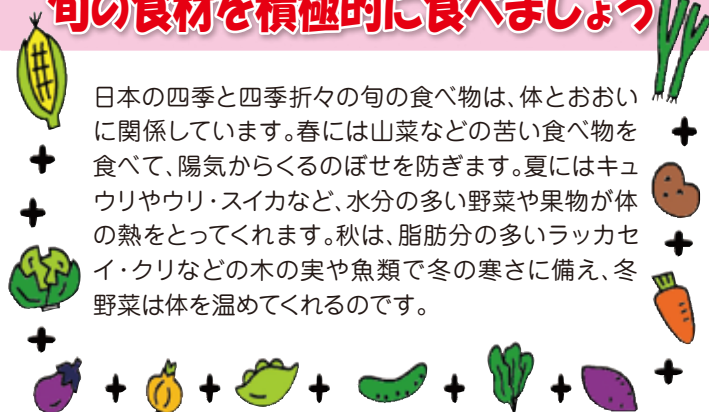 旬の食材を積極的に食べましょう
日本の四季と四季折々の旬の食べ物は、体とおおい
に関係しています。春には山菜などの苦い食べ物を
食べて、陽気からくるのぼせを防ぎます。夏にはキュ
ウリやウリ・スイカなど、水分の多い野菜や果物が体
の熱をとってくれます。秋は、脂肪分の多いラッカセ
イ・クリなどの木の実や魚類で冬の寒さに備え、冬
野菜は体を温めてくれるのです。